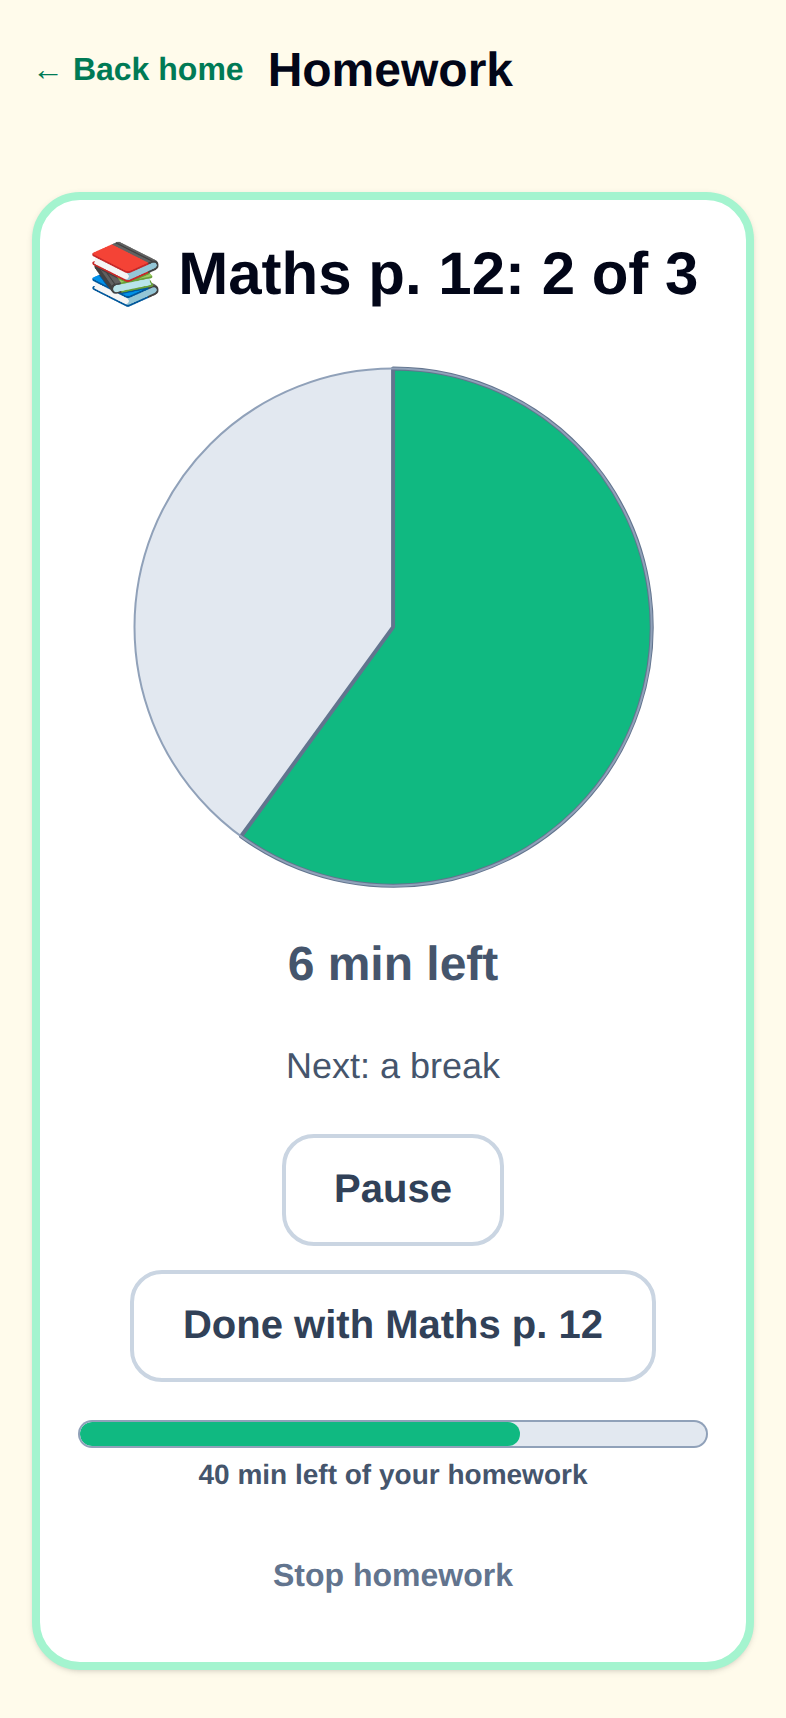 ← Back home
Homework
📚 Maths p. 12: 2 of 3
6 min left
Next: a break
Pause
Done with Maths p. 12
40 min left of your homework
Stop homework